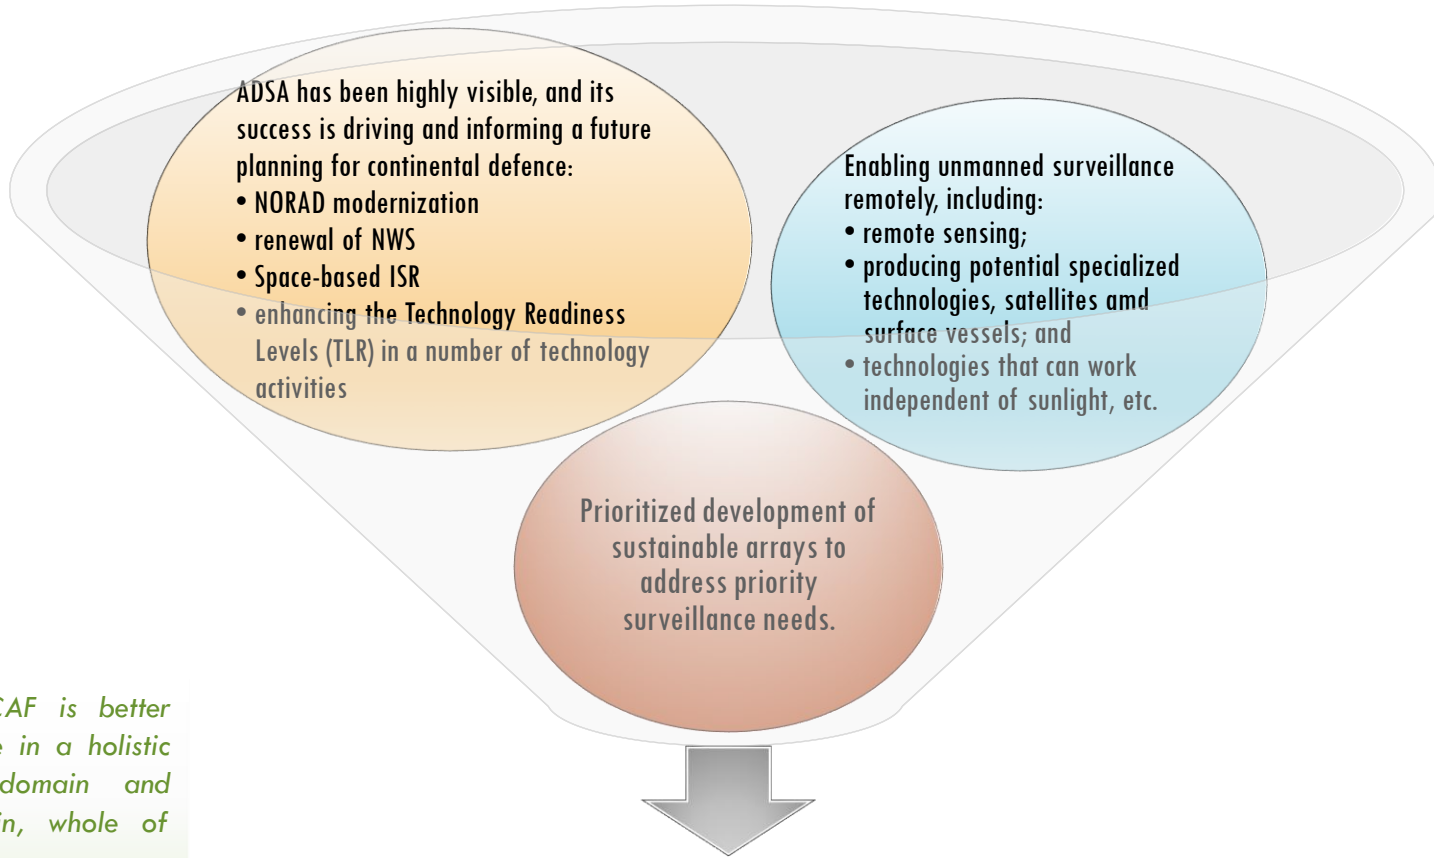 ADSA has been highly visible, and its
success is driving and informing a future
planning for continental defence:
• NORAD modernization
• renewal of NWS
• Space-based ISR
• enhancing the Technology Readiness
Levels (TLR) in a number of technology
activities
Enabling unmanned surveillance
remotely, including:
• remote sensing;
• producing potential specialized
technologies, satellites amd
surface vessels; and
• technologies that can work
independent of sunlight, etc.
Prioritized development of
sustainable arrays to
address priority
surveillance needs.
CAF is better
in a holistic
domain and
whole of